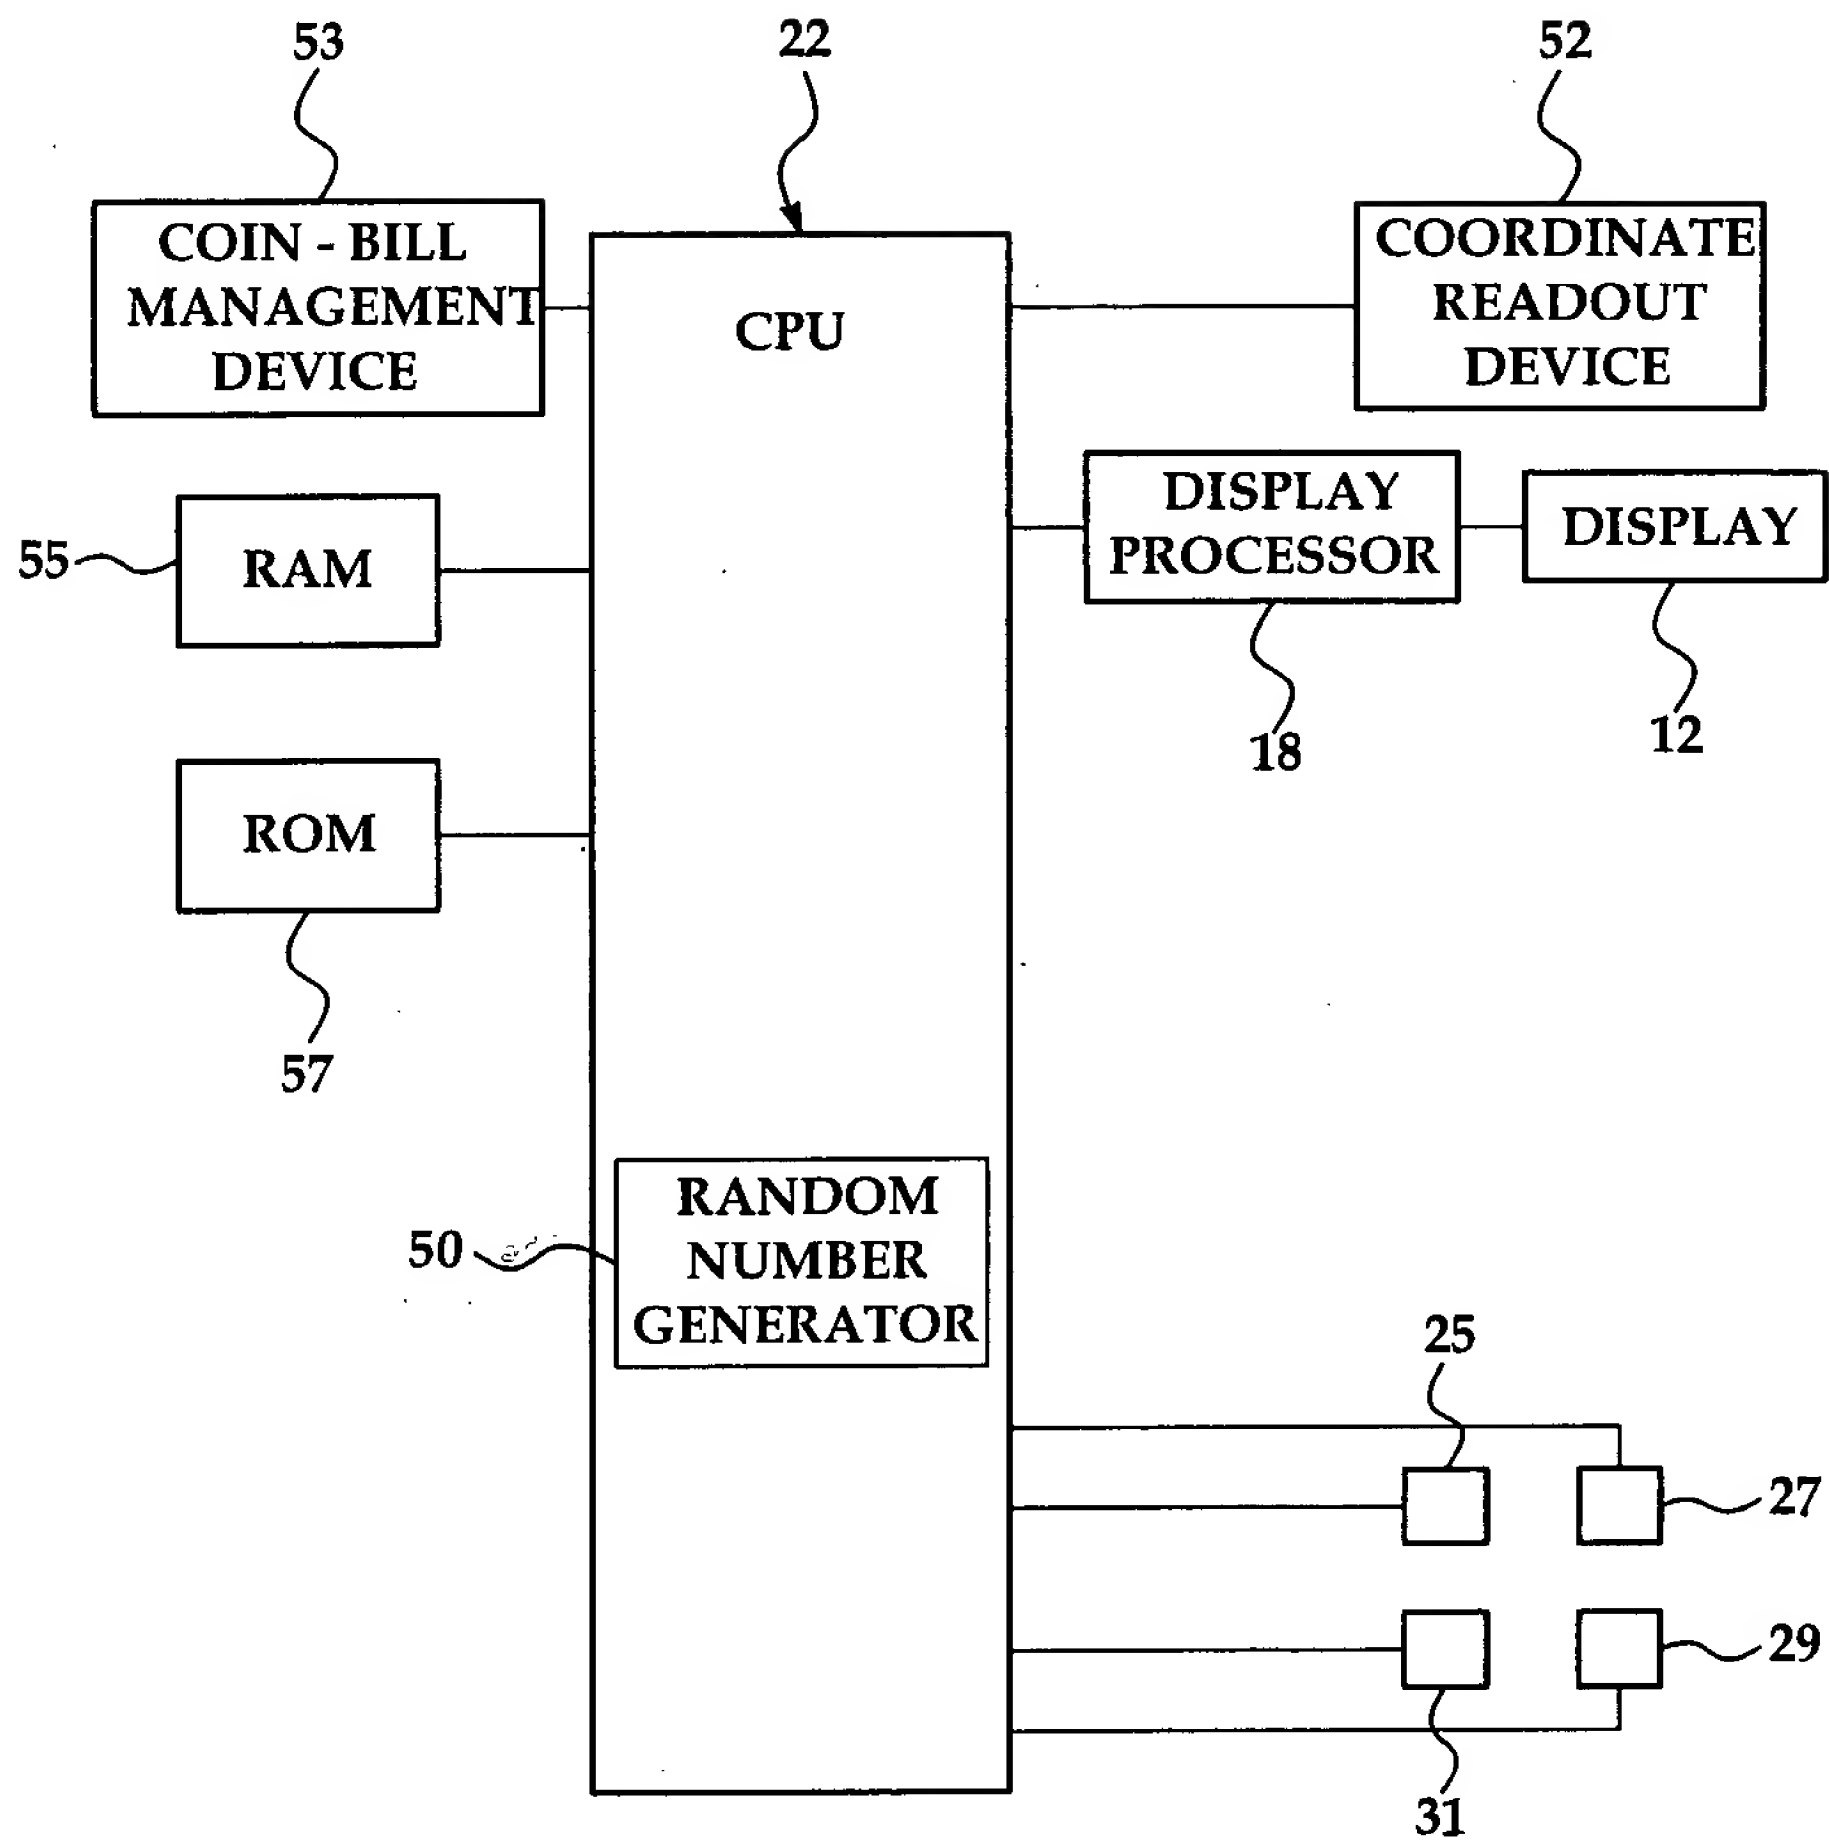 53
22
52
COIN - BILL
MANAGEMENT
DEVICE
CPU
COORDINATE
READOUT
DEVICE
55
RAM
DISPLAY
PROCESSOR
DISPLAY
18
12
ROM
57
50
RANDOM
NUMBER
GENERATOR
25
27
29
31